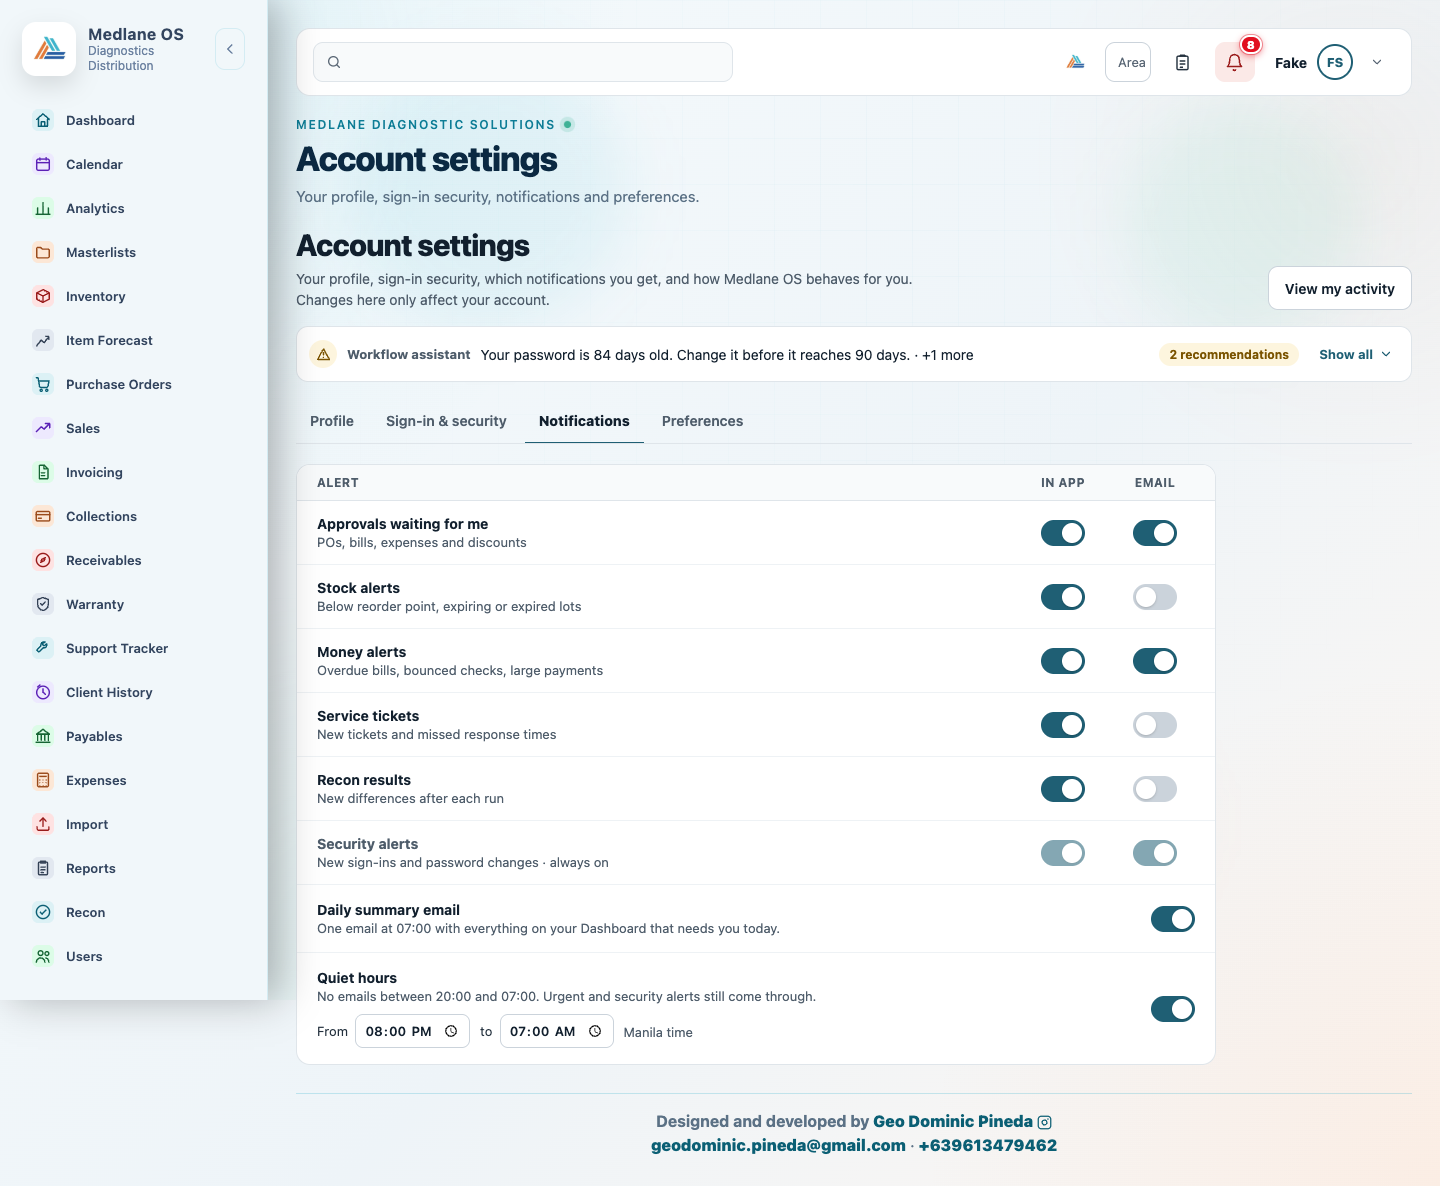 Medlane OS
Diagnostics
Distribution
Dashboard
Calendar
Analytics
Masterlists
Inventory
Item Forecast
Purchase Orders
Sales
Invoicing
Collections
Receivables
Warranty
Support Tracker
Client History
Payables
Expenses
Import
Reports
Recon
Users
Area
8
Fake
FS
MEDLANE DIAGNOSTIC SOLUTIONS
Account settings
Your profile, sign-in security, notifications and preferences.
Account settings
Your profile, sign-in security, which notifications you get, and how Medlane OS behaves for you.
Changes here only affect your account.
View my activity
Workflow assistant Your password is 84 days old. Change it before it reaches 90 days. · +1 more
2 recommendations
Show all
Profile
Sign-in & security
Notifications
Preferences
ALERT IN APP EMAIL
Approvals waiting for me
POs, bills, expenses and discounts
Stock alerts
Below reorder point, expiring or expired lots
Money alerts
Overdue bills, bounced checks, large payments
Service tickets
New tickets and missed response times
Recon results
New differences after each run
Security alerts
New sign-ins and password changes · always on
Daily summary email
One email at 07:00 with everything on your Dashboard that needs you today.
Quiet hours
No emails between 20:00 and 07:00. Urgent and security alerts still come through.
From 08:00 PM to 07:00 AM Manila time
Designed and developed by Geo Dominic Pineda
geodominic.pineda@gmail.com · +639613479462